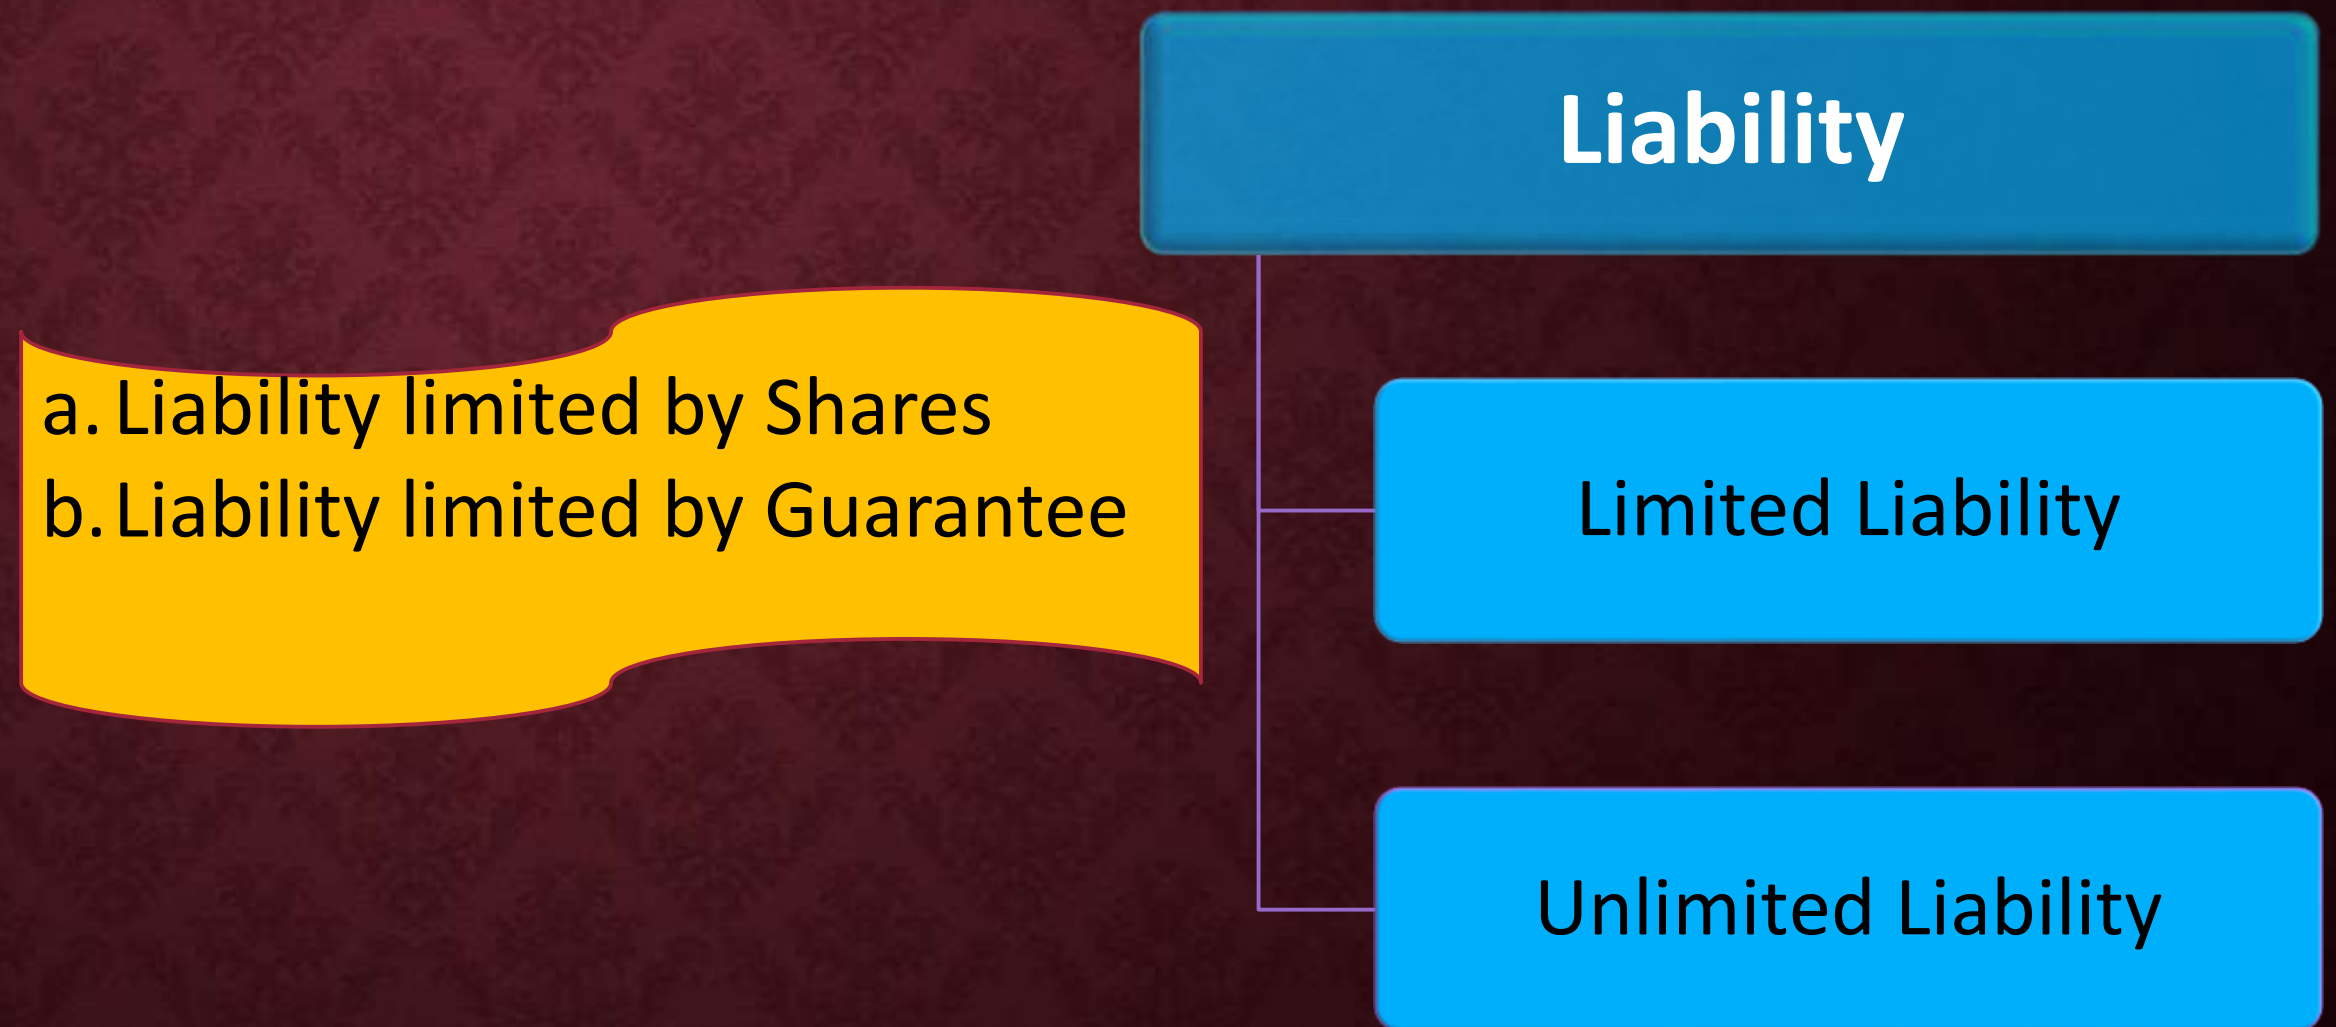 Liability
a. Liability limited by Shares
b. Liability limited by Guarantee
Limited Liability
Unlimited Liability